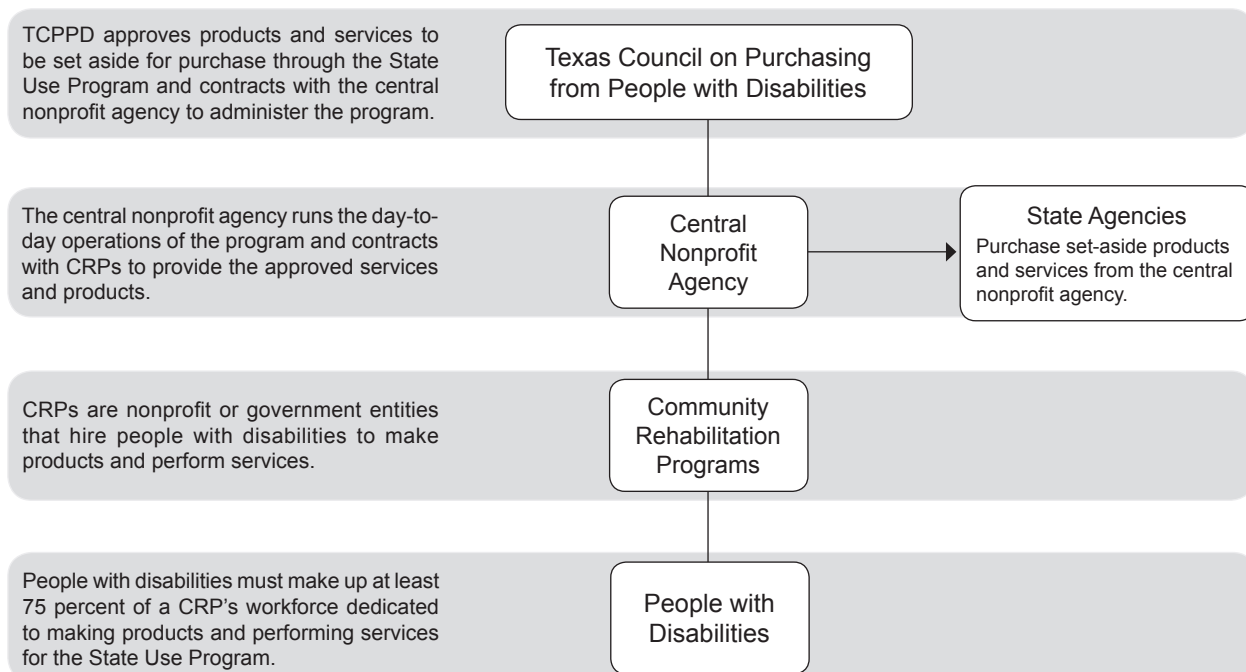 TCPPD approves products and services to
be set aside for purchase through the State
Use Program and contracts with the central
nonprofit agency to administer the program.
Texas Council on Purchasing
from People with Disabilities
The central nonprofit agency runs the day-to-
day operations of the program and contracts
with CRPs to provide the approved services
and products.
Central
Nonprofit
Agency
State Agencies
Purchase set-aside products
and services from the central
nonprofit agency.
CRPs are nonprofit or government entities
that hire people with disabilities to make
products and perform services.
Community
Rehabilitation
Programs
People with disabilities must make up at least
75 percent of a CRP's workforce dedicated
to making products and performing services
for the State Use Program.
People with
Disabilities